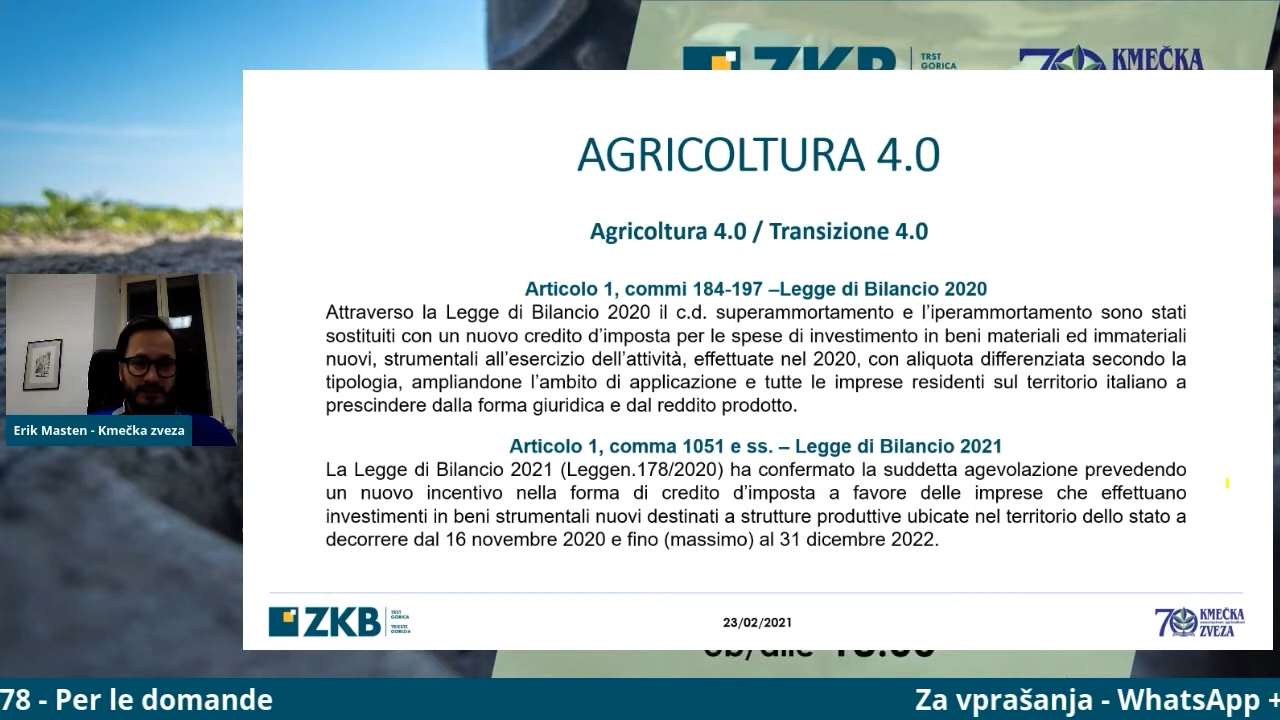 ZKB
TRST
GORICA
70 KMEČKA
AGRICOLTURA 4.0
Agricoltura 4.0 / Transizione 4.0
Articolo 1, commi 184-197 –Legge di Bilancio 2020
Attraverso la Legge di Bilancio 2020 il c.d. superammortamento e l’iperammortamento sono stati
sostituiti con un nuovo credito d’imposta per le spese di investimento in beni materiali ed immateriali
nuovi, strumentali all’esercizio dell’attività, effettuate nel 2020, con aliquota differenziata secondo la
tipologia, ampliandone l’ambito di applicazione e tutte le imprese residenti sul territorio italiano a
prescindere dalla forma giuridica e dal reddito prodotto.
Articolo 1, comma 1051 e ss. – Legge di Bilancio 2021
La Legge di Bilancio 2021 (Leggen.178/2020) ha confermato la suddetta agevolazione prevedendo
un nuovo incentivo nella forma di credito d’imposta a favore delle imprese che effettuano
investimenti in beni strumentali nuovi destinati a strutture produttive ubicate nel territorio dello stato a
decorrere dal 16 novembre 2020 e fino (massimo) al 31 dicembre 2022.
Erik Masten - Kmečka zveza
ZKB
TRST
GORICA
TRIESTE
GORIZIA
23/02/2021
70 KMEČKA
ZVEZA
ob/alle
78 - Per le domande
Za vprašanja - WhatsApp +